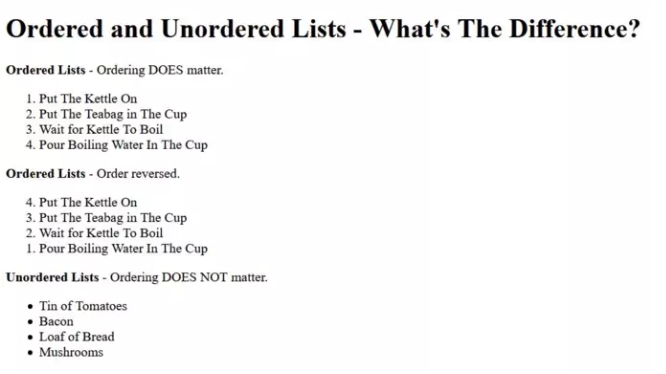 Ordered and Unordered Lists - What's The Difference?
Ordered Lists - Ordering DOES matter.
1. Put The Kettle On
2. Put The Teabag in The Cup
3. Wait for Kettle To Boil
4. Pour Boiling Water In The Cup
Ordered Lists - Order reversed.
4. Put The Kettle On
3. Put The Teabag in The Cup
2. Wait for Kettle To Boil
1. Pour Boiling Water In The Cup
Unordered Lists - Ordering DOES NOT matter.
• Tin of Tomatoes
• Bacon
• Loaf of Bread
• Mushrooms